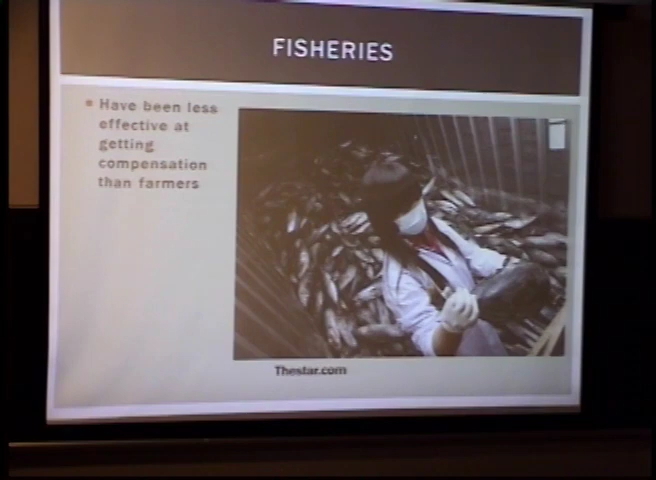 FISHERIES
Have been less
effective at
getting
compensation
than farmers
Thestar.com